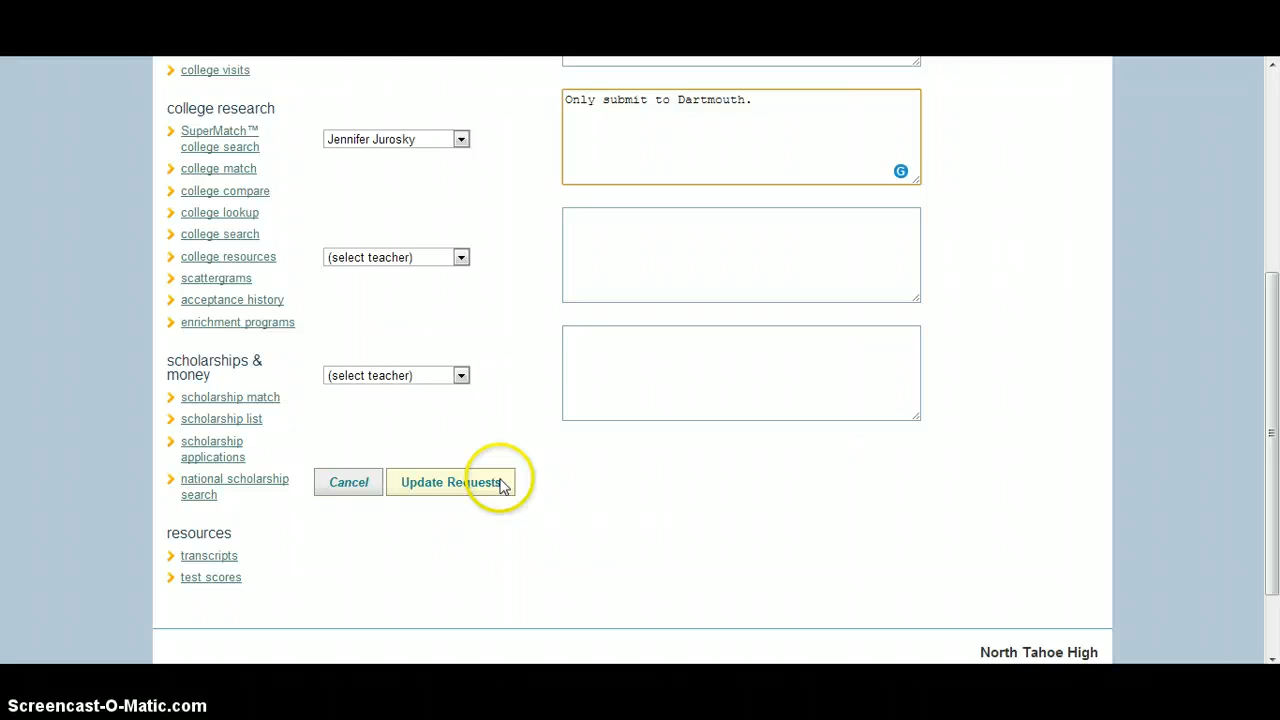 college visits
college research
SuperMatch™
college search
college match
college compare
college lookup
college search
college resources
scattergrams
acceptance history
enrichment programs
scholarships &
money
scholarship match
scholarship list
scholarship
applications
national scholarship
search
resources
transcripts
test scores
Jennifer Jurosky
Only submit to Dartmouth.
G
(select teacher)
(select teacher)
Cancel
Update Requests
North Tahoe High
Screencast-O-Matic.com